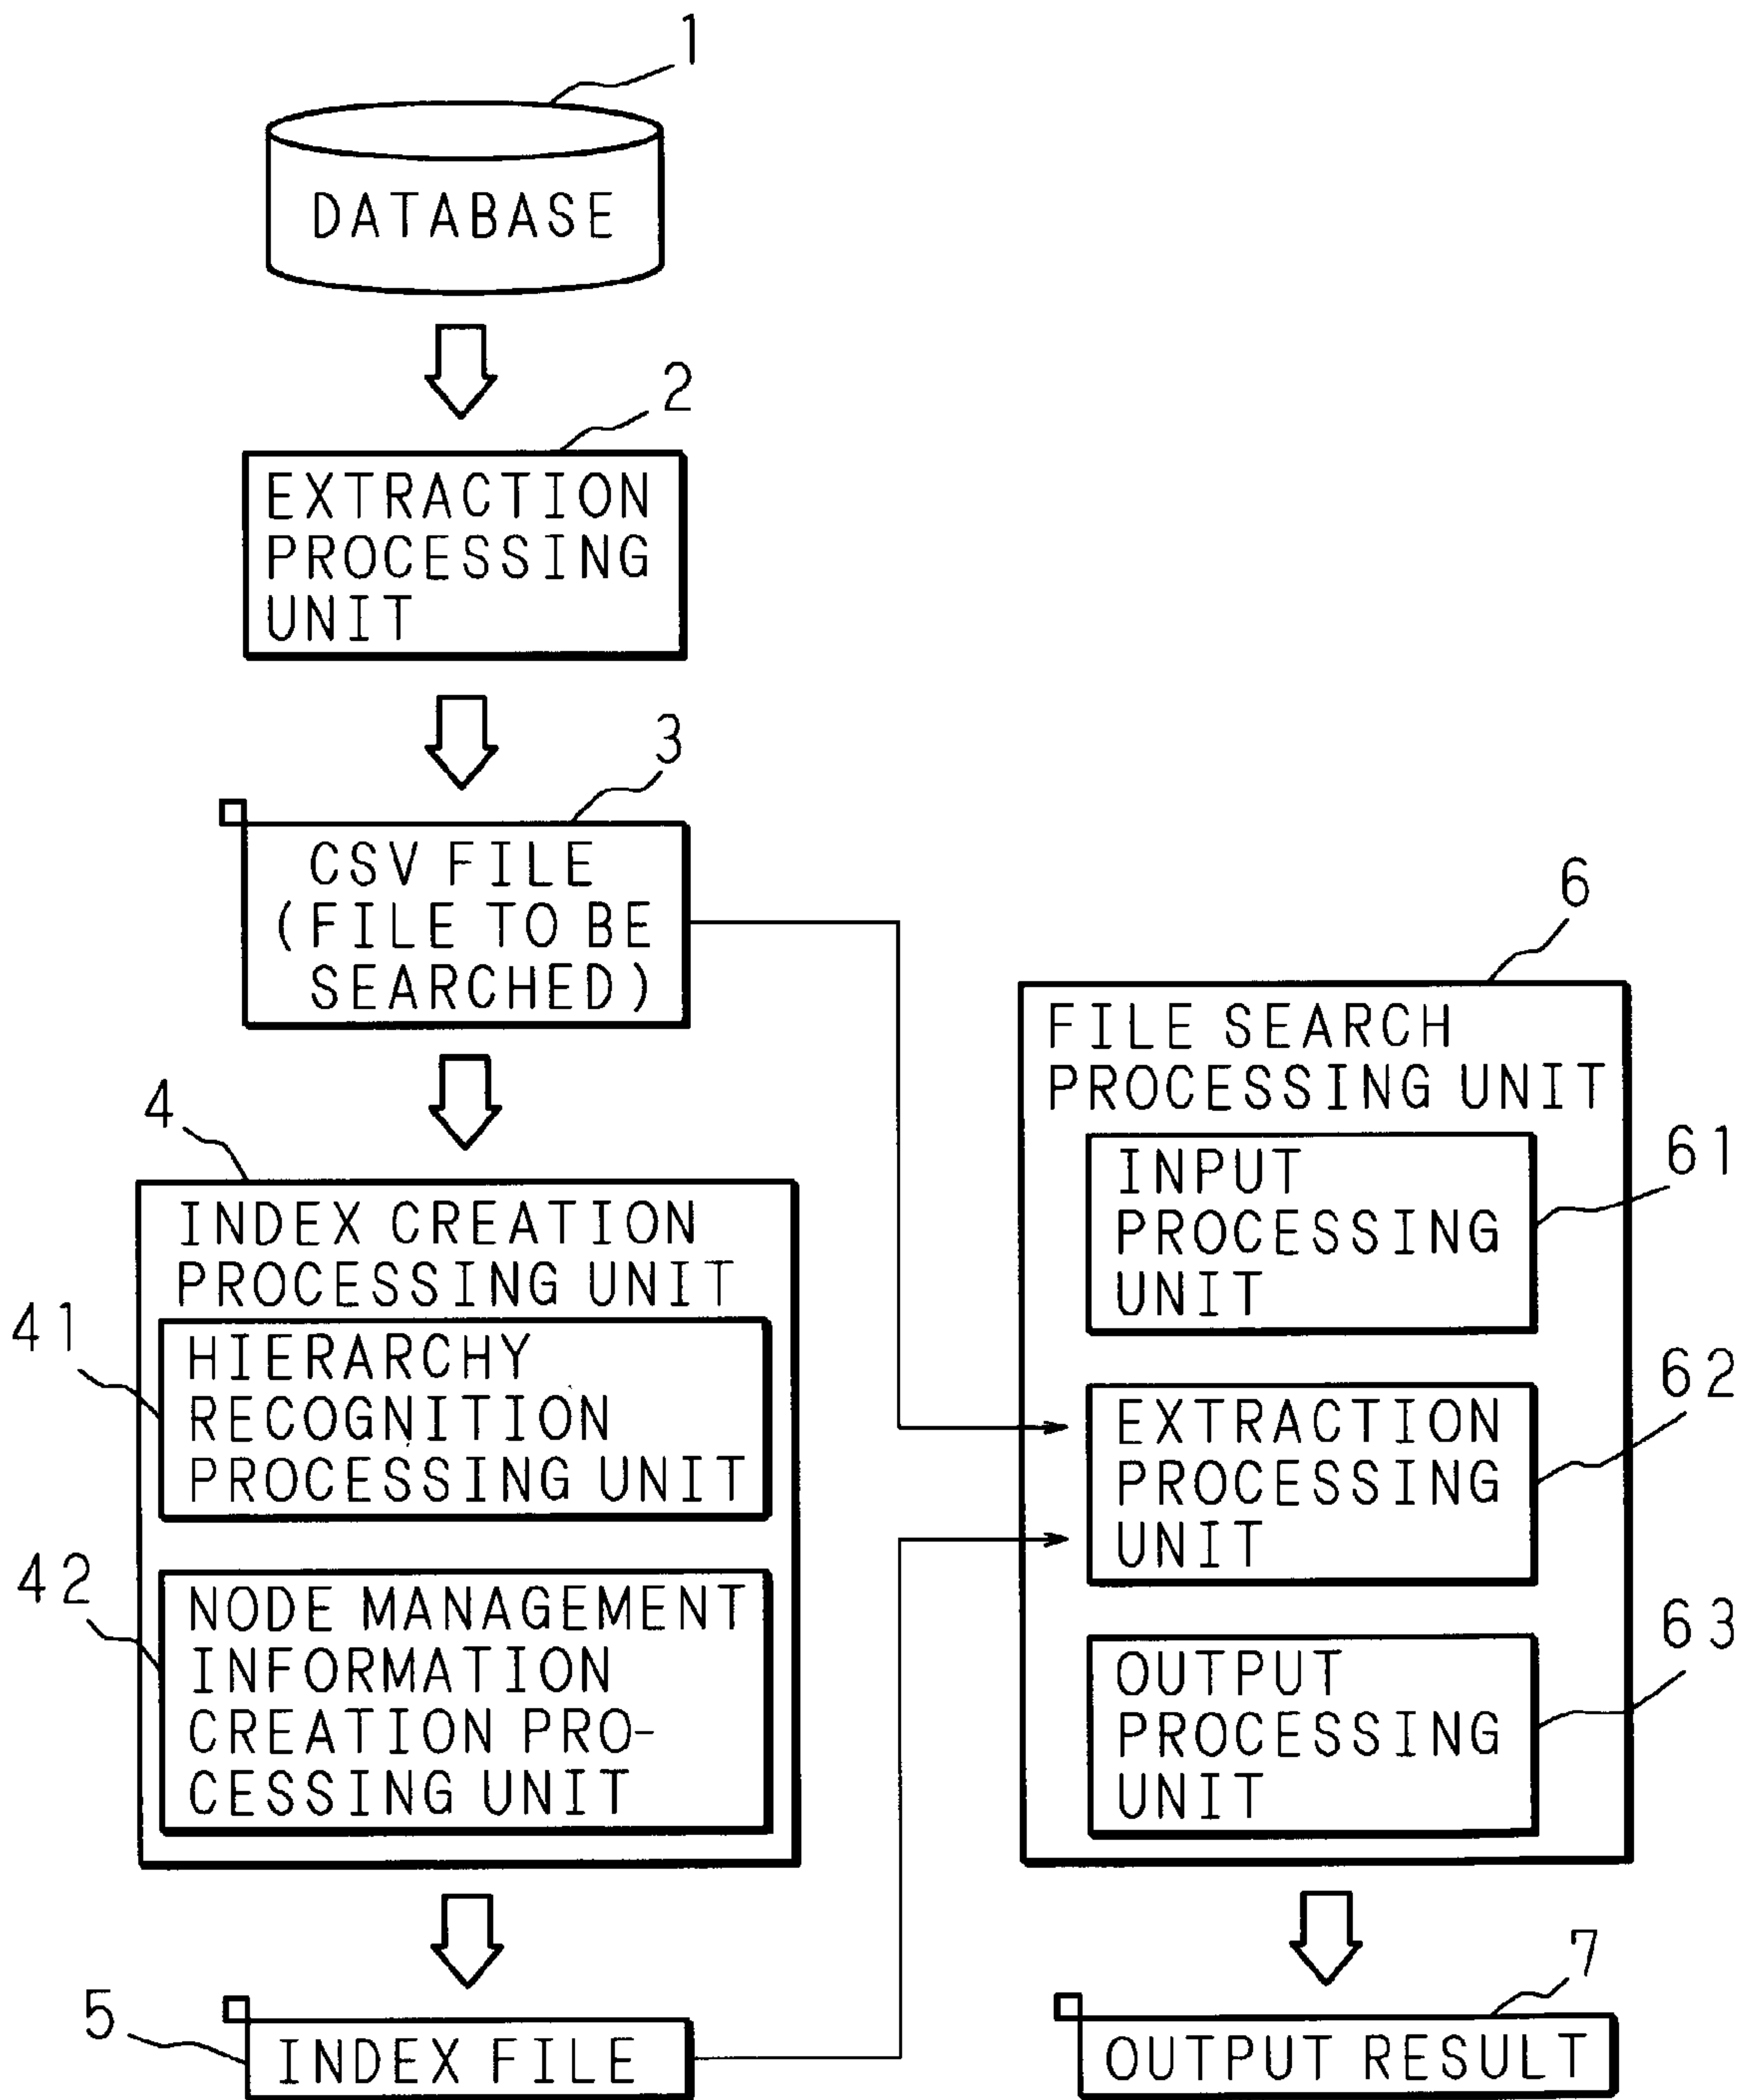 1
DATABASE
2
EXTRACTION
PROCESSING
UNIT
3
CSV FILE
(FILE TO BE
SEARCHED)
4
INDEX CREATION
PROCESSING UNIT
41
HIERARCHY
RECOGNITION
PROCESSING UNIT
42
NODE MANAGEMENT
INFORMATION
CREATION PRO-
CESSING UNIT
5
INDEX FILE
6
FILE SEARCH
PROCESSING UNIT
61
INPUT
PROCESSING
UNIT
62
EXTRACTION
PROCESSING
UNIT
63
OUTPUT
PROCESSING
UNIT
7
OUTPUT RESULT